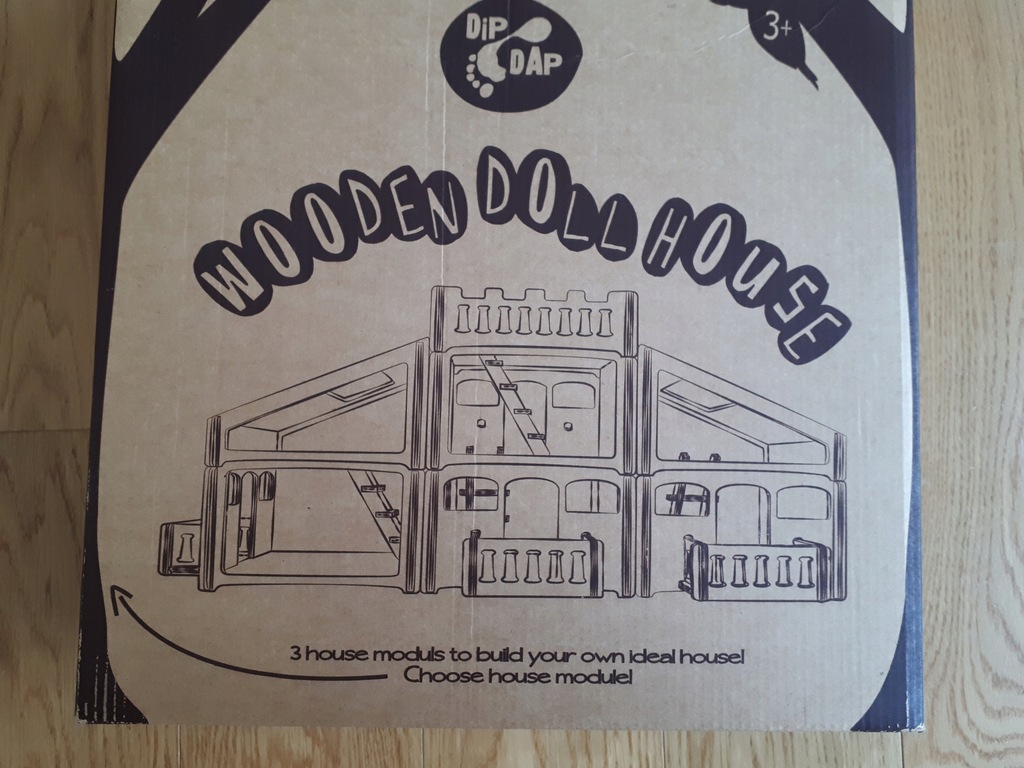 DiP
DAP
3+
WOODEN DOLL HOUSE
3 house moduls to build your own ideal house!
Choose house module!